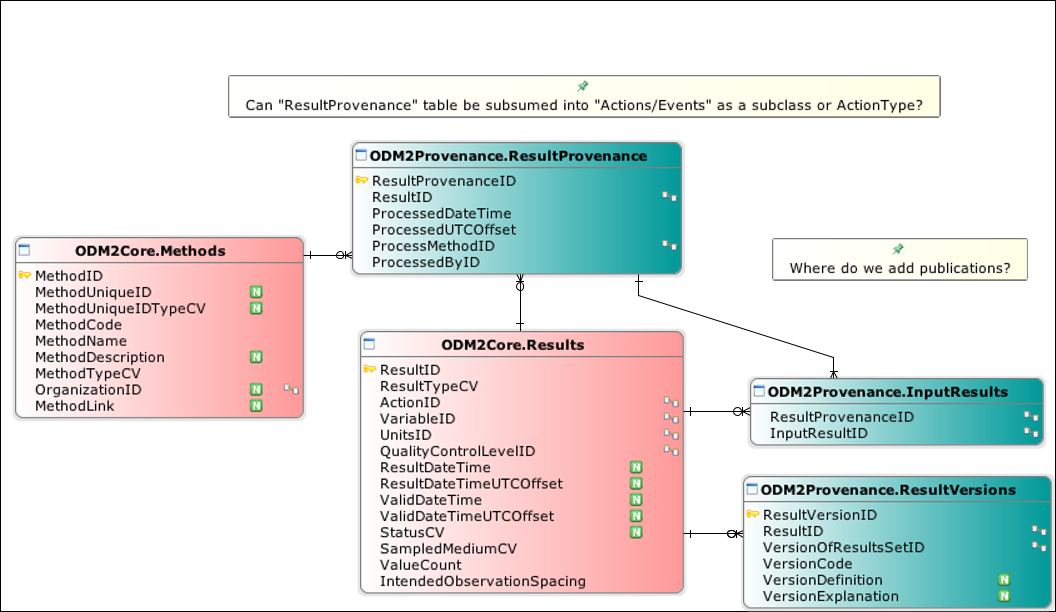 Can "ResultProvenance" table be subsumed into "Actions/Events" as a subclass or ActionType?
ODM2Provenance.ResultProvenance
ResultProvenanceID
ResultID
ProcessedDateTime
ProcessedUTCOffset
ProcessMethodID
ProcessedByID
ODM2Core.Methods
MethodID
MethodUniqueID N
MethodUniqueIDTypeCV N
MethodCode
MethodName
MethodDescription N
MethodTypeCV
OrganizationID N
MethodLink N
Where do we add publications?
ODM2Core.Results
ResultID
ResultTypeCV
ActionID
VariableID
UnitsID
QualityControlLevelID
ResultDateTime N
ResultDateTimeUTCOffset N
ValidDateTime N
ValidDateTimeUTCOffset N
StatusCV N
SampledMediumCV
ValueCount
IntendedObservationSpacing
ODM2Provenance.InputResults
ResultProvenanceID
InputResultID
ODM2Provenance.ResultVersions
ResultVersionID
ResultID
VersionOfResultsSetID
VersionCode
VersionDefinition N
VersionExplanation N